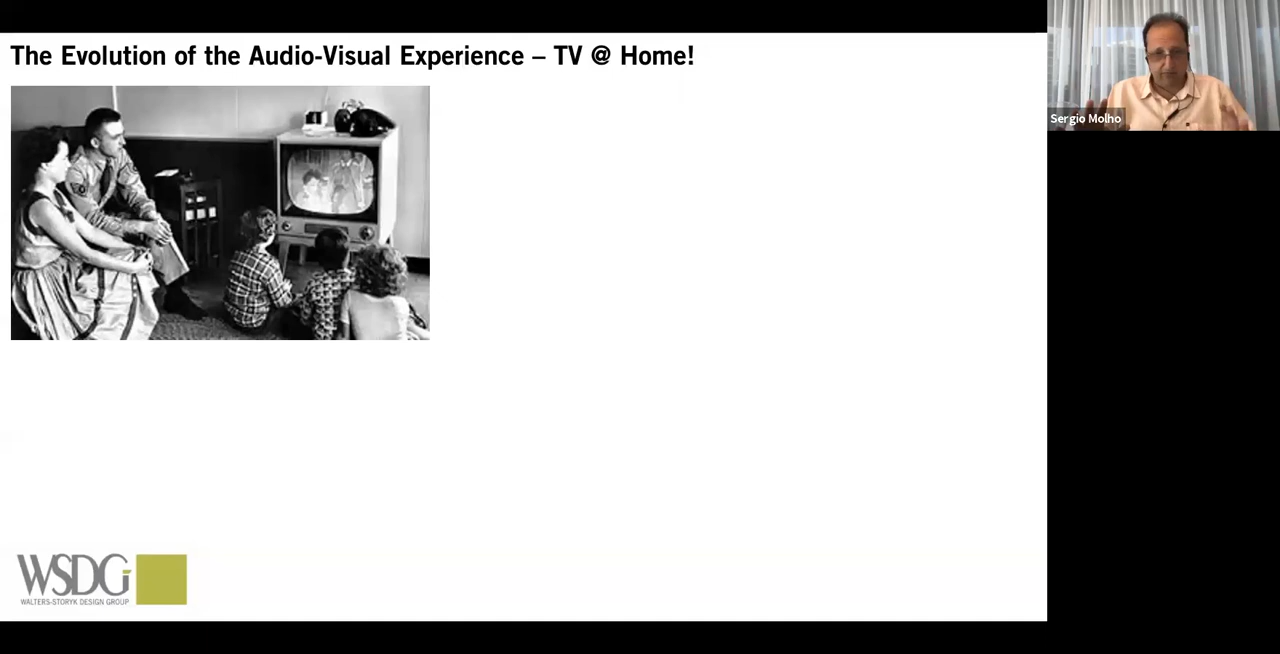 The Evolution of the Audio-Visual Experience – TV @ Home!
Sergio Molho
WSDG
WALTERS-STORYK DESIGN GROUP